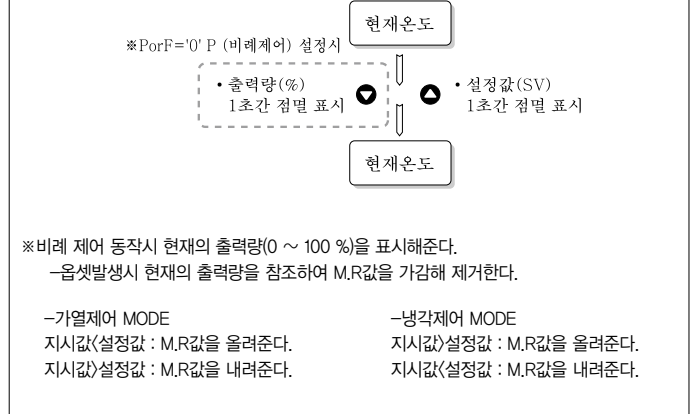 현재온도
※PorF='0' P (비례제어) 설정시
• 출력량(%)
1초간 점멸 표시
• 설정값(SV)
1초간 점멸 표시
현재온도
※비례 제어 동작시 현재의 출력량(0 ～ 100 %)을 표시해준다.
–옵셋발생시 현재의 출력량을 참조하여 M.R값을 가감해 제거한다.
–가열제어 MODE
지시값〈설정값 : M.R값을 올려준다.
지시값〉설정값 : M.R값을 내려준다.
–냉각제어 MODE
지시값〉설정값 : M.R값을 올려준다.
지시값〈설정값 : M.R값을 내려준다.